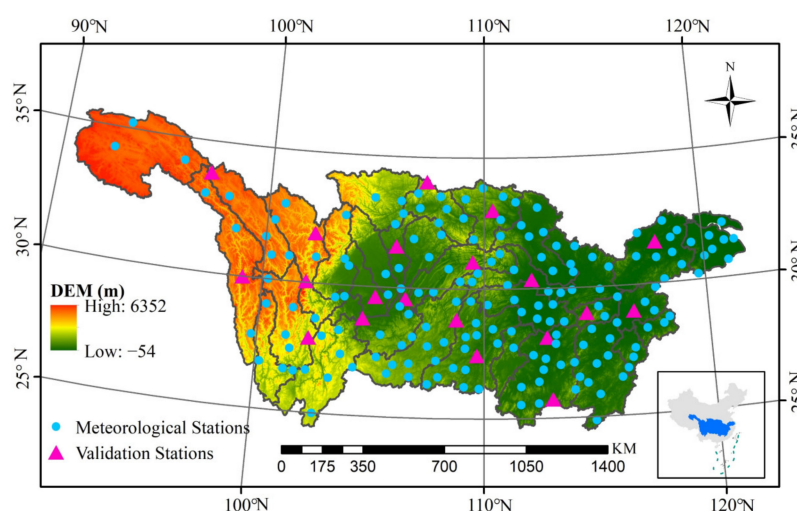 90°N 100°N 110°N 120°N
N
35°N
30°N
25°N
DEM (m)
High: 6352
Low: −54
Meteorological Stations
Validation Stations
KM
0 175 350 700 1050 1400
100°N 110°N 120°N